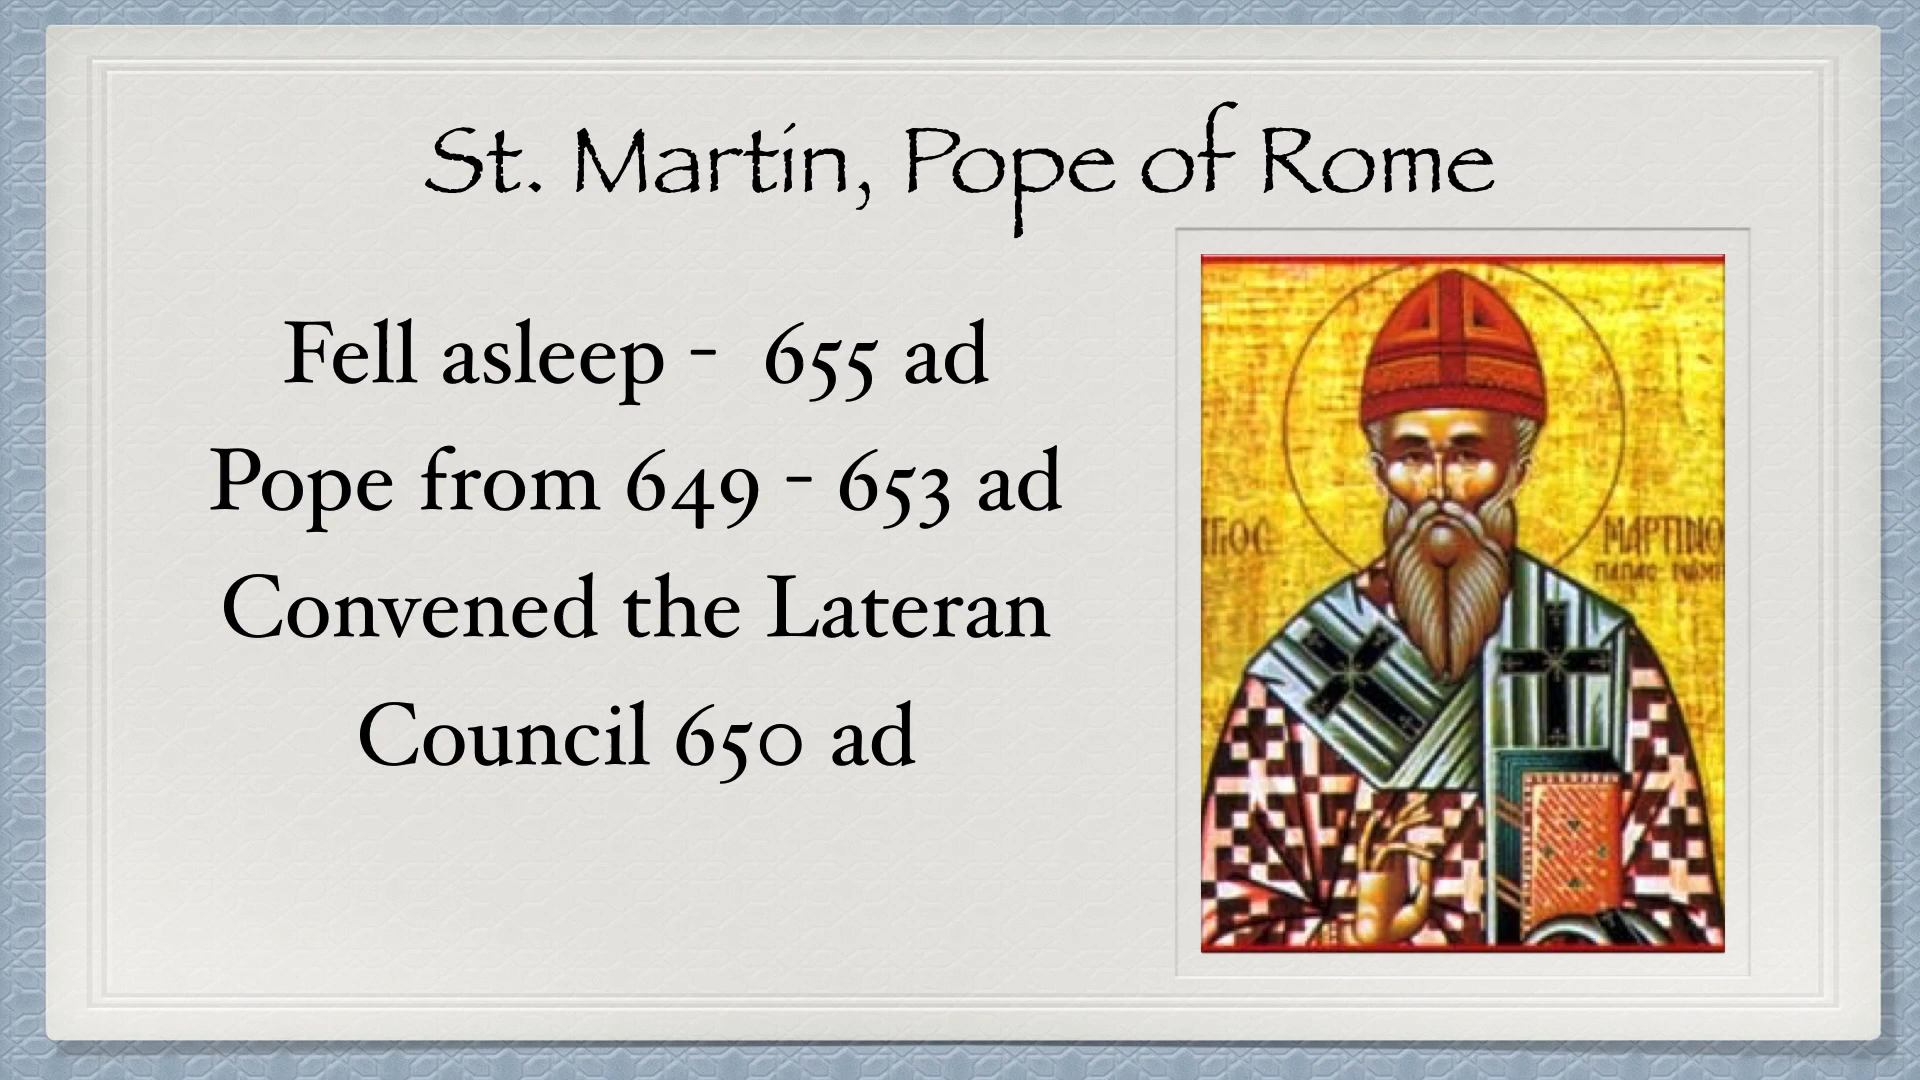 St. Martin, Pope of Rome
Fell asleep - 655 ad
Pope from 649 - 653 ad
Convened the Lateran
Council 650 ad
ΜΑΡΤΙΝΟ
ΠΑΠΑС